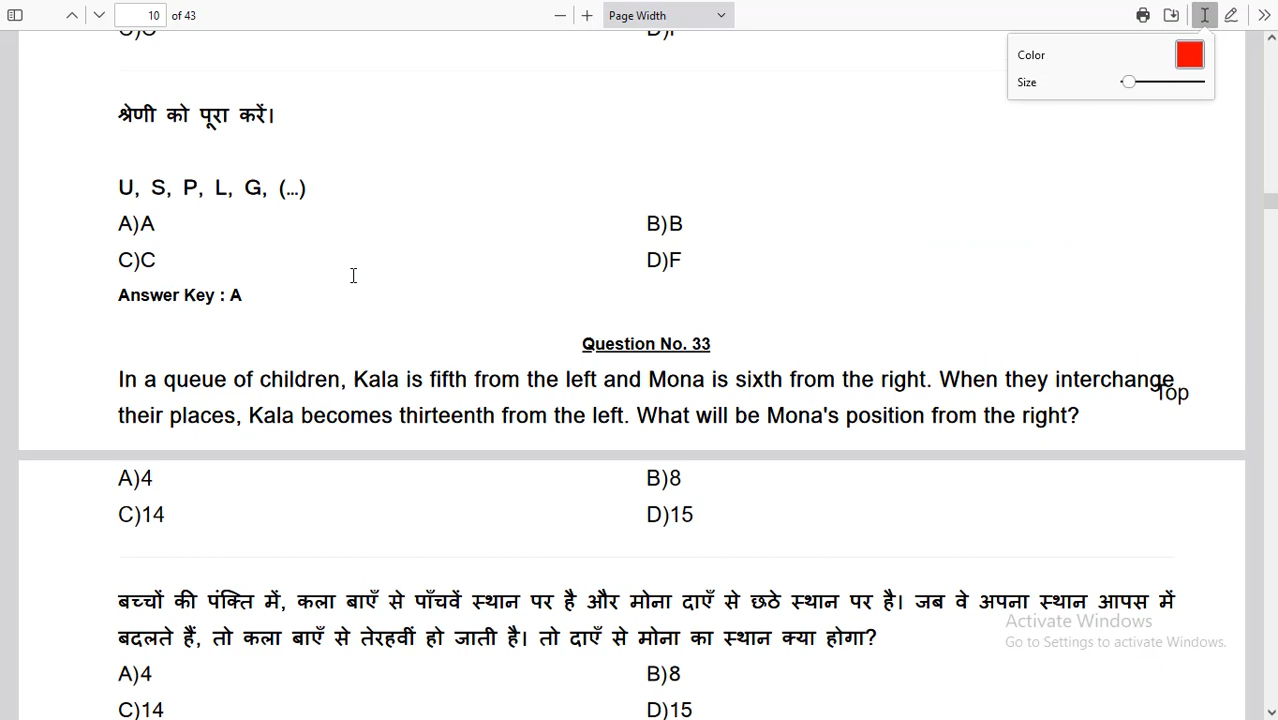 10 of 43
Page Width
Color
Size
श्रेणी को पूरा करें।
U, S, P, L, G, (...)
A)A B)B
C)C D)F
Answer Key : A
Question No. 33
In a queue of children, Kala is fifth from the left and Mona is sixth from the right. When they interchange
Top
their places, Kala becomes thirteenth from the left. What will be Mona's position from the right?
A)4 B)8
C)14 D)15
बच्चों की पंक्ति में, कला बाएँ से पाँचवें स्थान पर है और मोना दाएँ से छठे स्थान पर है। जब वे अपना स्थान आपस में
Activate Windows
बदलते हैं, तो कला बाएँ से तेरहवीं हो जाती है। तो दाएँ से मोना का स्थान क्या होगा?
Go to Settings to activate Windows.
A)4 B)8
C)14 D)15